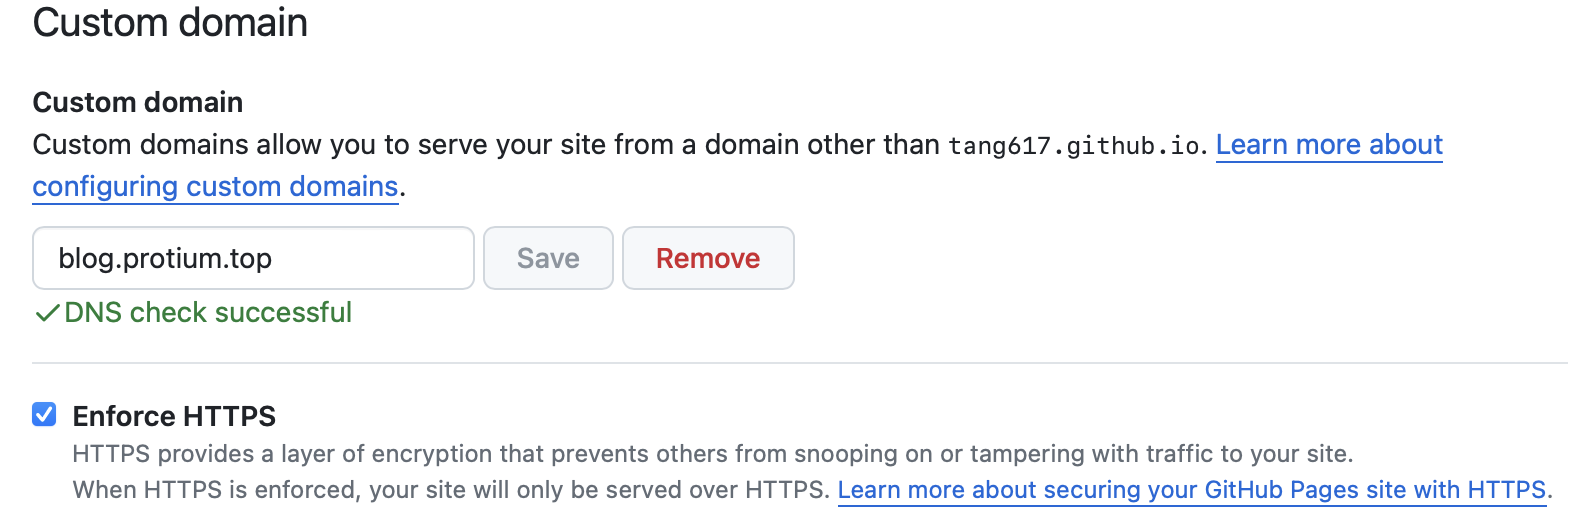 Custom domain
Custom domain
Custom domains allow you to serve your site from a domain other than tang617.github.io. Learn more about
configuring custom domains.
blog.protium.top Save Remove
DNS check successful
Enforce HTTPS
HTTPS provides a layer of encryption that prevents others from snooping on or tampering with traffic to your site.
When HTTPS is enforced, your site will only be served over HTTPS. Learn more about securing your GitHub Pages site with HTTPS.